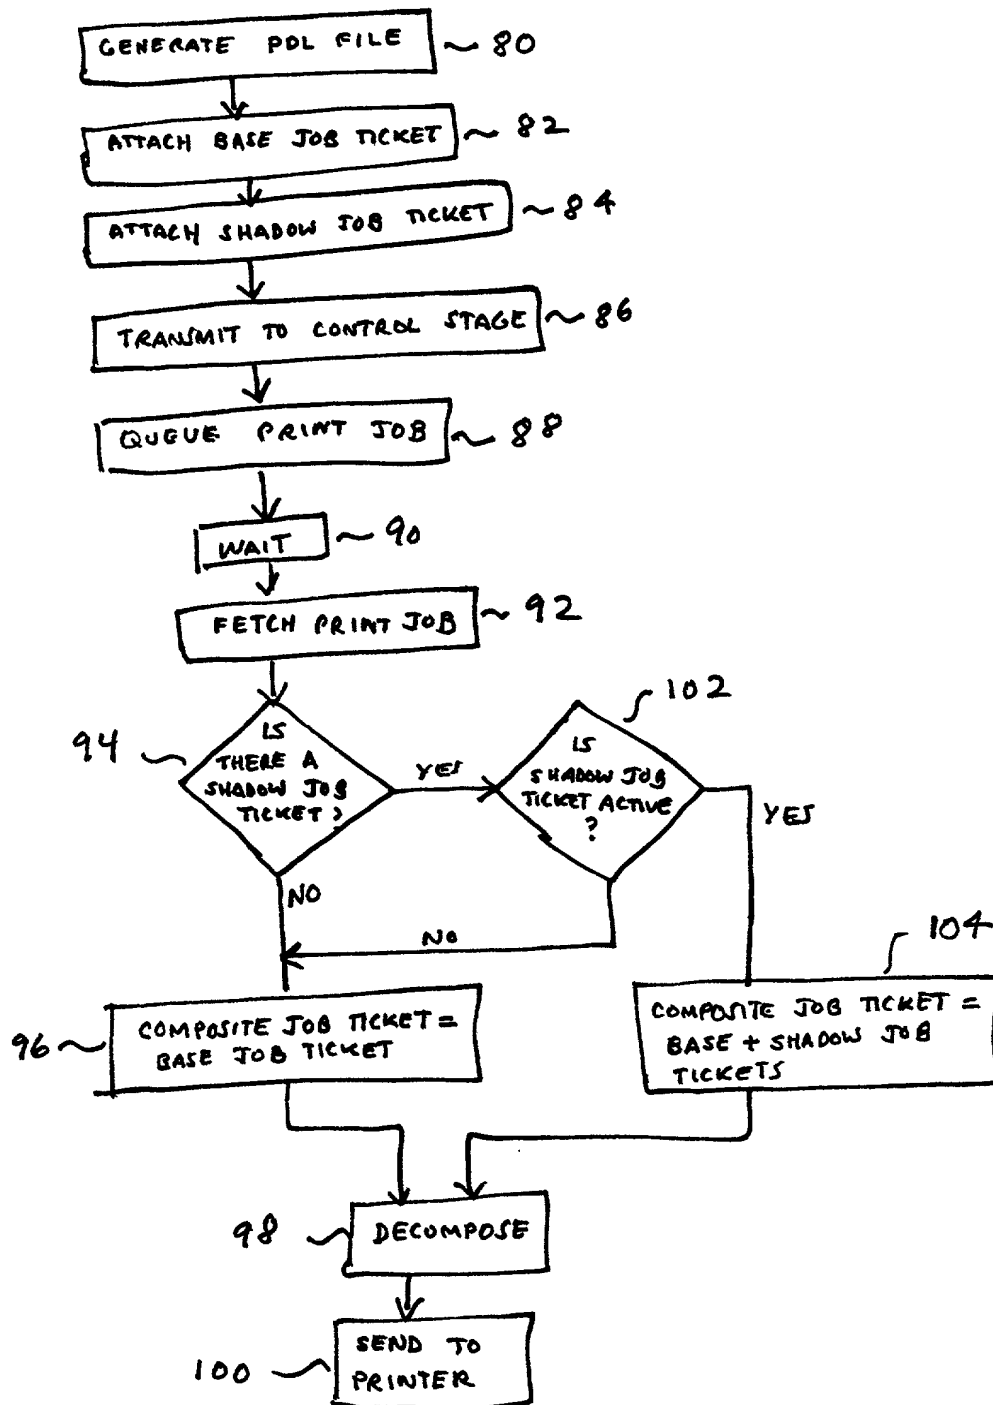 GENERATE PDL FILE
80
ATTACH BASE JOB TICKET
82
ATTACH SHADOW JOB TICKET
84
TRANSMIT TO CONTROL STAGE
86
QUEUE PRINT JOB
88
WAIT
90
FETCH PRINT JOB
92
94
IS
THERE A
SHADOW JOB
TICKET?
YES
102
IS
SHADOW JOB
TICKET ACTIVE
?
YES
NO
NO
96
COMPOSITE JOB TICKET =
BASE JOB TICKET
104
COMPOSITE JOB TICKET =
BASE + SHADOW JOB
TICKETS
98
DECOMPOSE
100
SEND TO
PRINTER